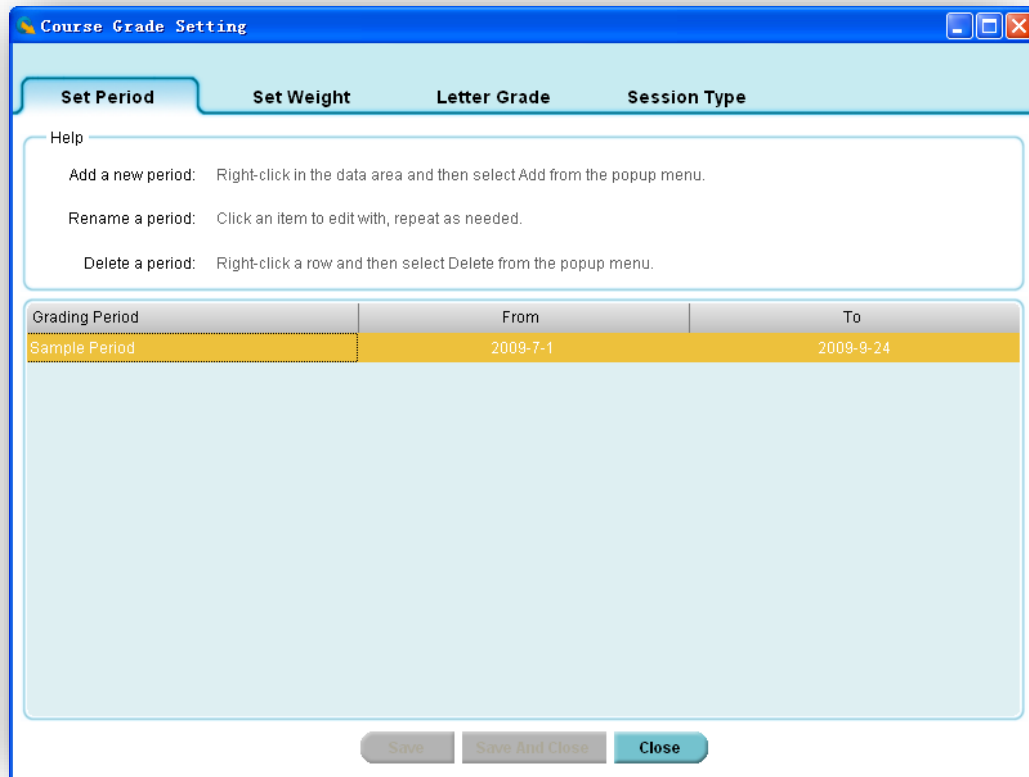 Course Grade Setting
Set Period Set Weight Letter Grade Session Type
Help
Add a new period: Right-click in the data area and then select Add from the popup menu.
Rename a period: Click an item to edit with, repeat as needed.
Delete a period: Right-click a row and then select Delete from the popup menu.
Grading Period From To
Sample Period 2009-7-1 2009-9-24
Save Save And Close Close